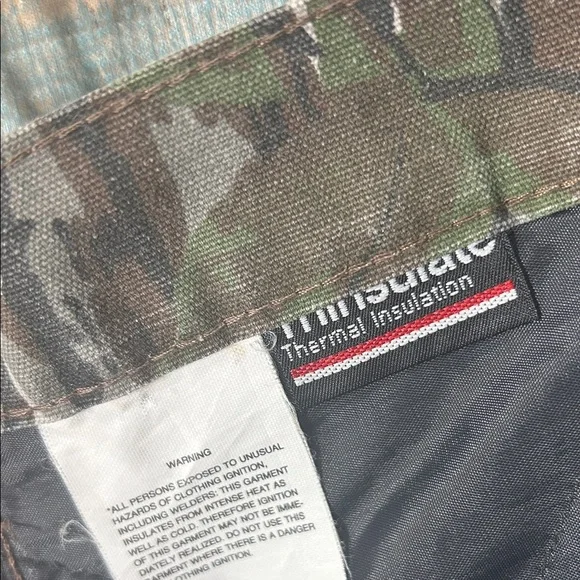 Thinsulate
Thermal Insulation
WARNING
*ALL PERSONS EXPOSED TO UNUSUAL
HAZARDS OF CLOTHING IGNITION,
INCLUDING WELDERS: THIS GARMENT
INSULATES FROM INTENSE HEAT AS
WELL AS COLD. THEREFORE IGNITION
OF THIS GARMENT MAY NOT BE IMME-
DIATELY REALIZED. DO NOT USE THIS
GARMENT WHERE THERE IS A DANGER
OF CONTACT